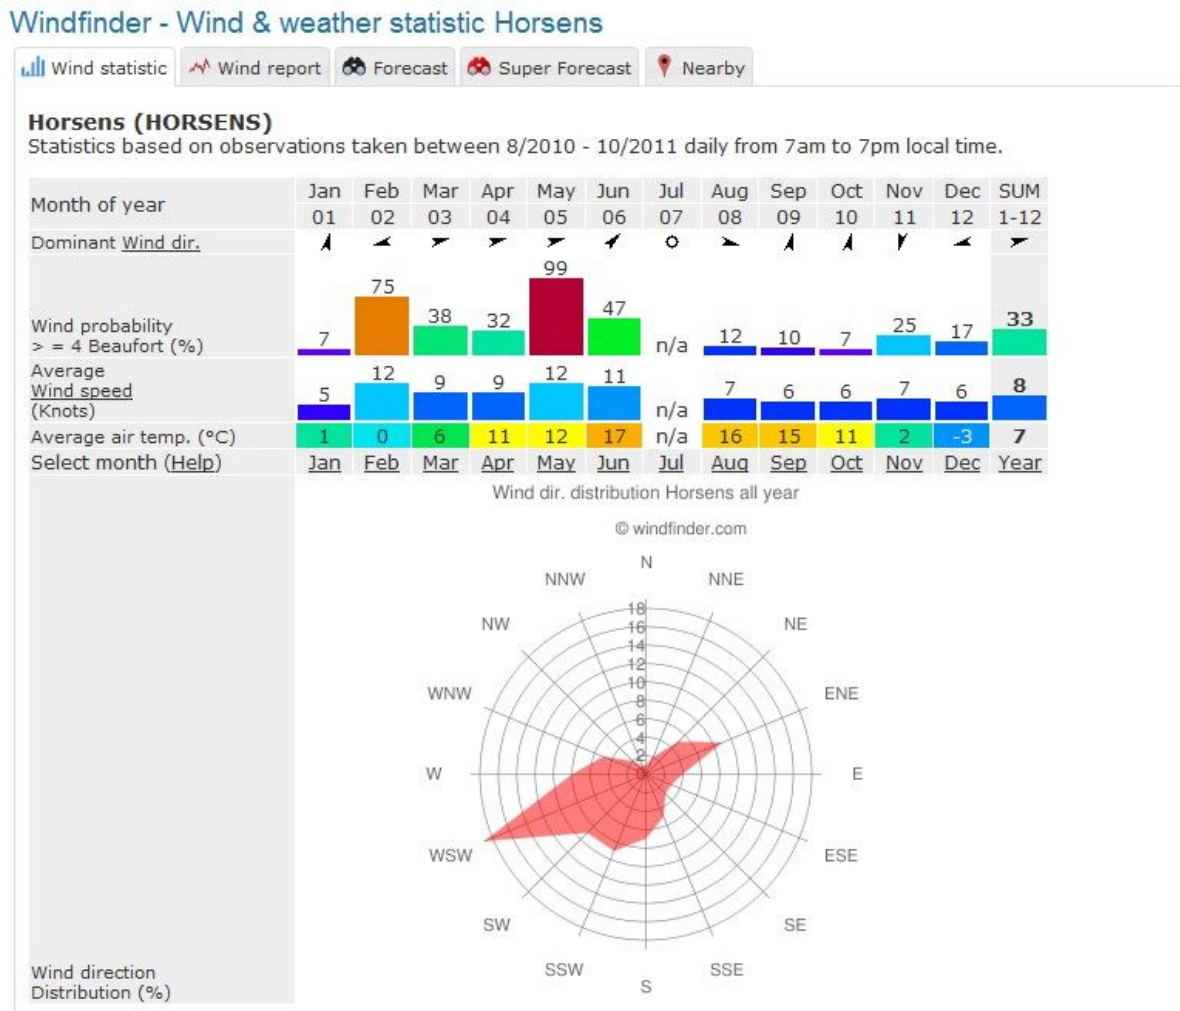 Windfinder - Wind & weather statistic Horsens
Wind statistic Wind report Forecast Super Forecast Nearby
Horsens (HORSENS)
Statistics based on observations taken between 8/2010 - 10/2011 daily from 7am to 7pm local time.
Month of year
Jan Feb Mar Apr May Jun Jul Aug Sep Oct Nov Dec SUM
01 02 03 04 05 06 07 08 09 10 11 12 1-12
Dominant Wind dir.
Wind probability
> = 4 Beaufort (%)
7 75 38 32 99 47 n/a 12 10 7 25 17 33
Average
Wind speed
(Knots)
5 12 9 9 12 11 n/a 7 6 6 7 6 8
Average air temp. (°C) 1 0 6 11 12 17 n/a 16 15 11 2 -3 7
Select month (Help) Jan Feb Mar Apr May Jun Jul Aug Sep Oct Nov Dec Year
Wind dir. distribution Horsens all year
© windfinder.com
N
NNW NNE
NW NE
WNW ENE
W E
WSW ESE
SW SE
SSW SSE
S
18
16
14
12
10
8
6
4
2
0
Wind direction
Distribution (%)